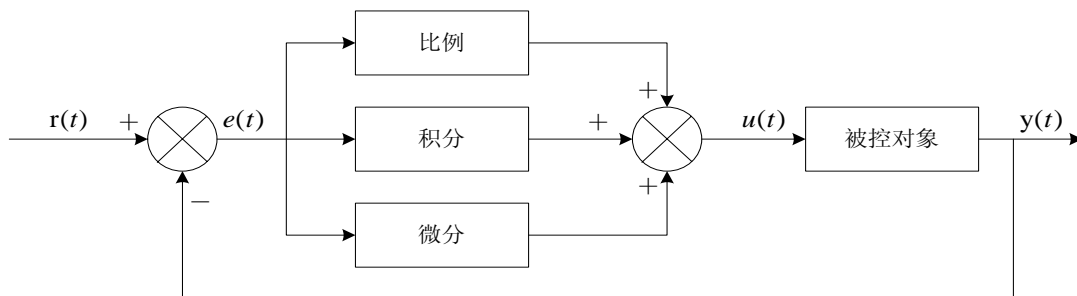 比例
r(t) + e(t) 积分 + + u(t) 被控对象 y(t)
+
− 微分